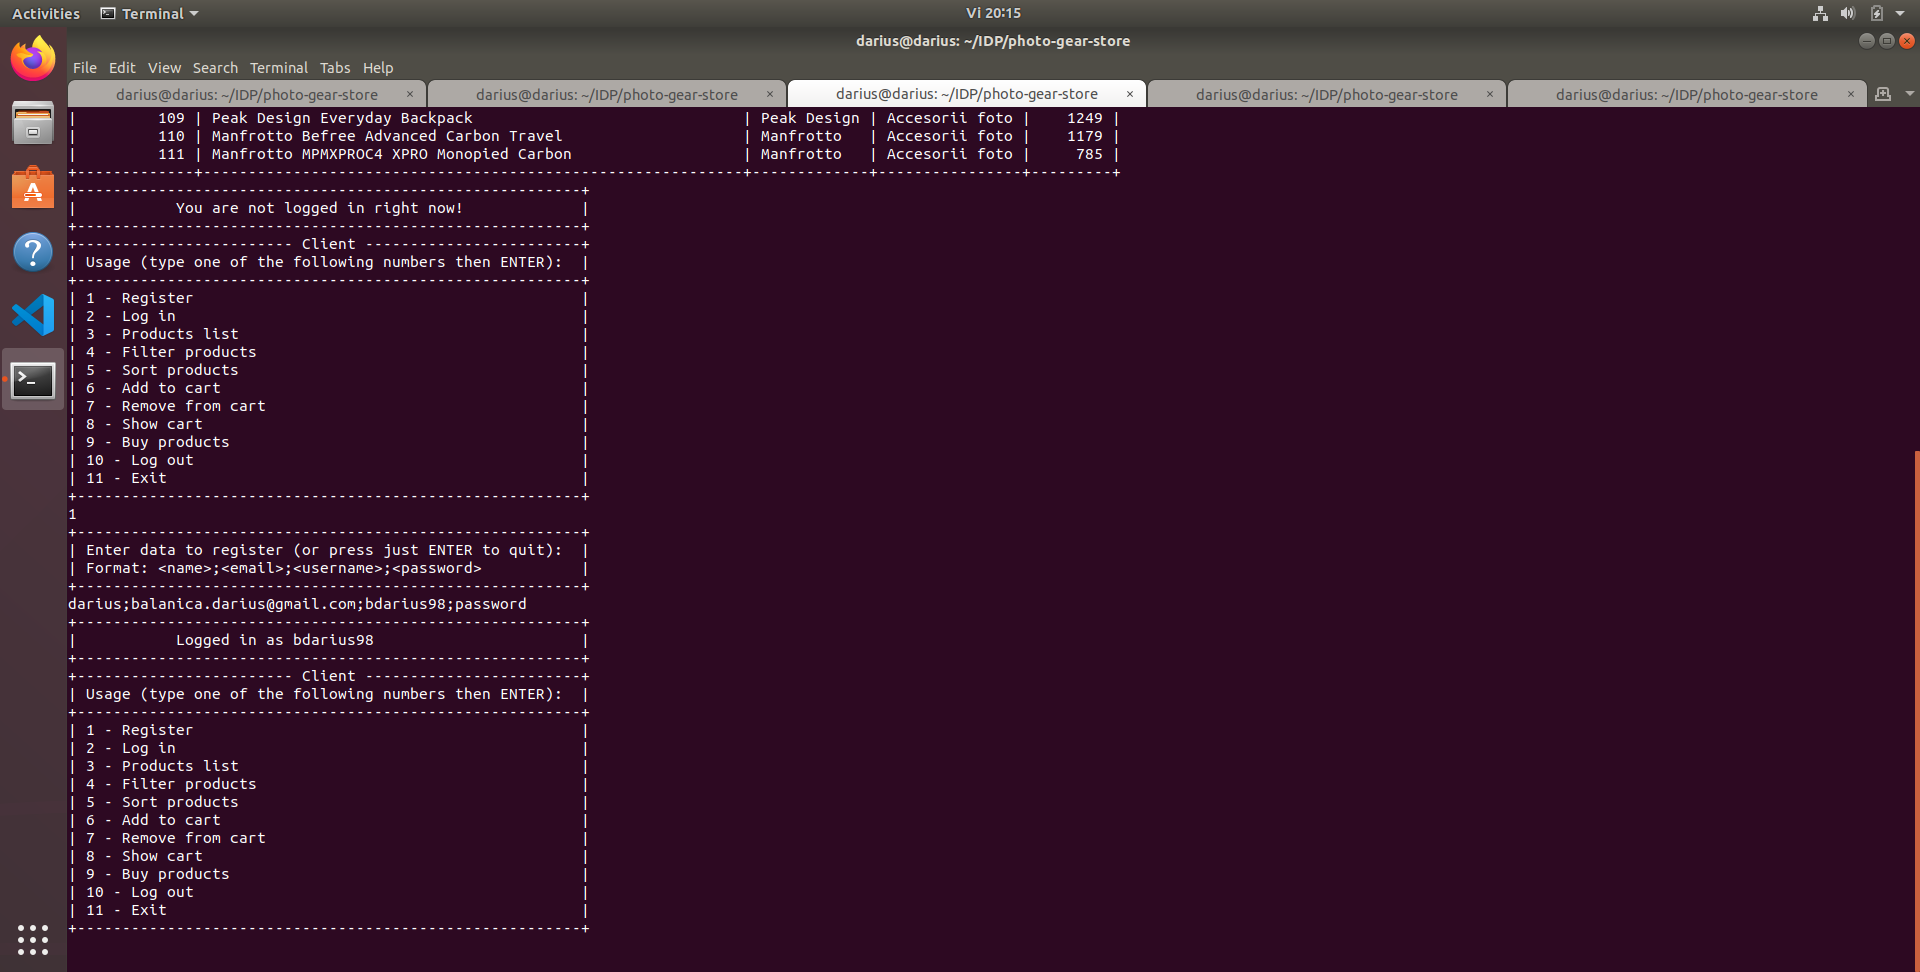 Activities Terminal Vi 20:15
darius@darius: ~/IDP/photo-gear-store
File Edit View Search Terminal Tabs Help
darius@darius: ~/IDP/photo-gear-store × darius@darius: ~/IDP/photo-gear-store × darius@darius: ~/IDP/photo-gear-store × darius@darius: ~/IDP/photo-gear-store × darius@darius: ~/IDP/photo-gear-store ×
|         109 | Peak Design Everyday Backpack                              | Peak Design | Accesorii foto |    1249 |
|         110 | Manfrotto Befree Advanced Carbon Travel                    | Manfrotto   | Accesorii foto |    1179 |
|         111 | Manfrotto MPMXPROC4 XPRO Monopied Carbon                   | Manfrotto   | Accesorii foto |     785 |
+-------------+------------------------------------------------------------+-------------+----------------+---------+
+--------------------------------------------------------+
|           You are not logged in right now!             |
+--------------------------------------------------------+
+------------------------ Client ------------------------+
| Usage (type one of the following numbers then ENTER):  |
+--------------------------------------------------------+
| 1 - Register                                           |
| 2 - Log in                                             |
| 3 - Products list                                      |
| 4 - Filter products                                    |
| 5 - Sort products                                      |
| 6 - Add to cart                                        |
| 7 - Remove from cart                                   |
| 8 - Show cart                                          |
| 9 - Buy products                                       |
| 10 - Log out                                           |
| 11 - Exit                                              |
+--------------------------------------------------------+
1
+--------------------------------------------------------+
| Enter data to register (or press just ENTER to quit):  |
| Format: <name>;<email>;<username>;<password>           |
+--------------------------------------------------------+
darius;balanica.darius@gmail.com;bdarius98;password
+--------------------------------------------------------+
|           Logged in as bdarius98                       |
+--------------------------------------------------------+
+------------------------ Client ------------------------+
| Usage (type one of the following numbers then ENTER):  |
+--------------------------------------------------------+
| 1 - Register                                           |
| 2 - Log in                                             |
| 3 - Products list                                      |
| 4 - Filter products                                    |
| 5 - Sort products                                      |
| 6 - Add to cart                                        |
| 7 - Remove from cart                                   |
| 8 - Show cart                                          |
| 9 - Buy products                                       |
| 10 - Log out                                           |
| 11 - Exit                                              |
+--------------------------------------------------------+